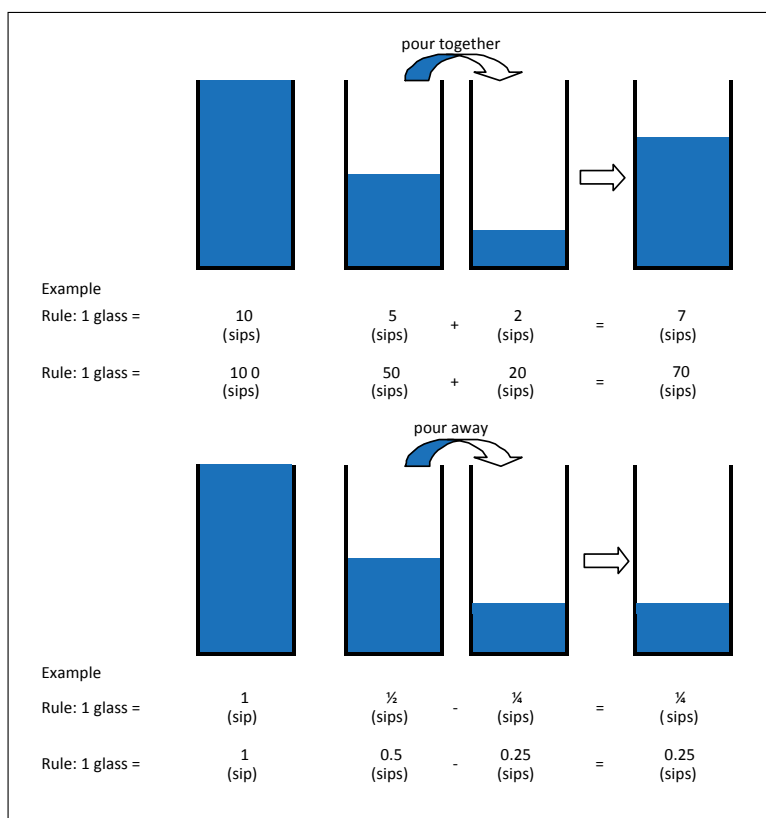 pour together
Example
Rule: 1 glass = 10 5 + 2 = 7
(sips) (sips) (sips) (sips)
Rule: 1 glass = 10 0 50 + 20 = 70
(sips) (sips) (sips) (sips)
pour away
Example
Rule: 1 glass = 1 ½ - ¼ = ¼
(sip) (sips) (sips) (sips)
Rule: 1 glass = 1 0.5 - 0.25 = 0.25
(sip) (sips) (sips) (sips)